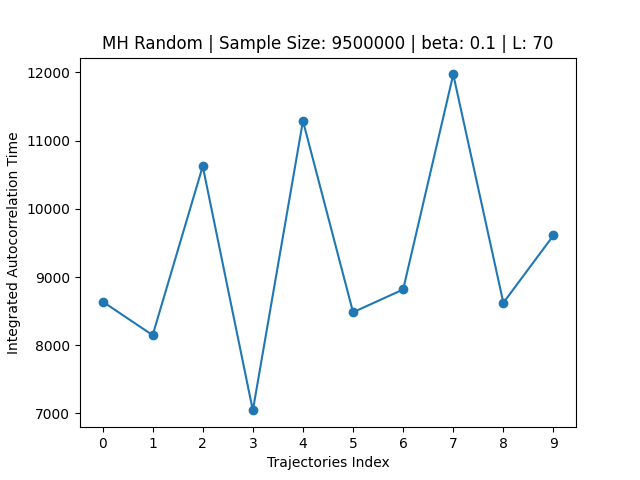 MH Random | Sample Size: 9500000 | beta: 0.1 | L: 70
Integrated Autocorrelation Time
12000
11000
10000
9000
8000
7000
0 1 2 3 4 5 6 7 8 9
Trajectories Index